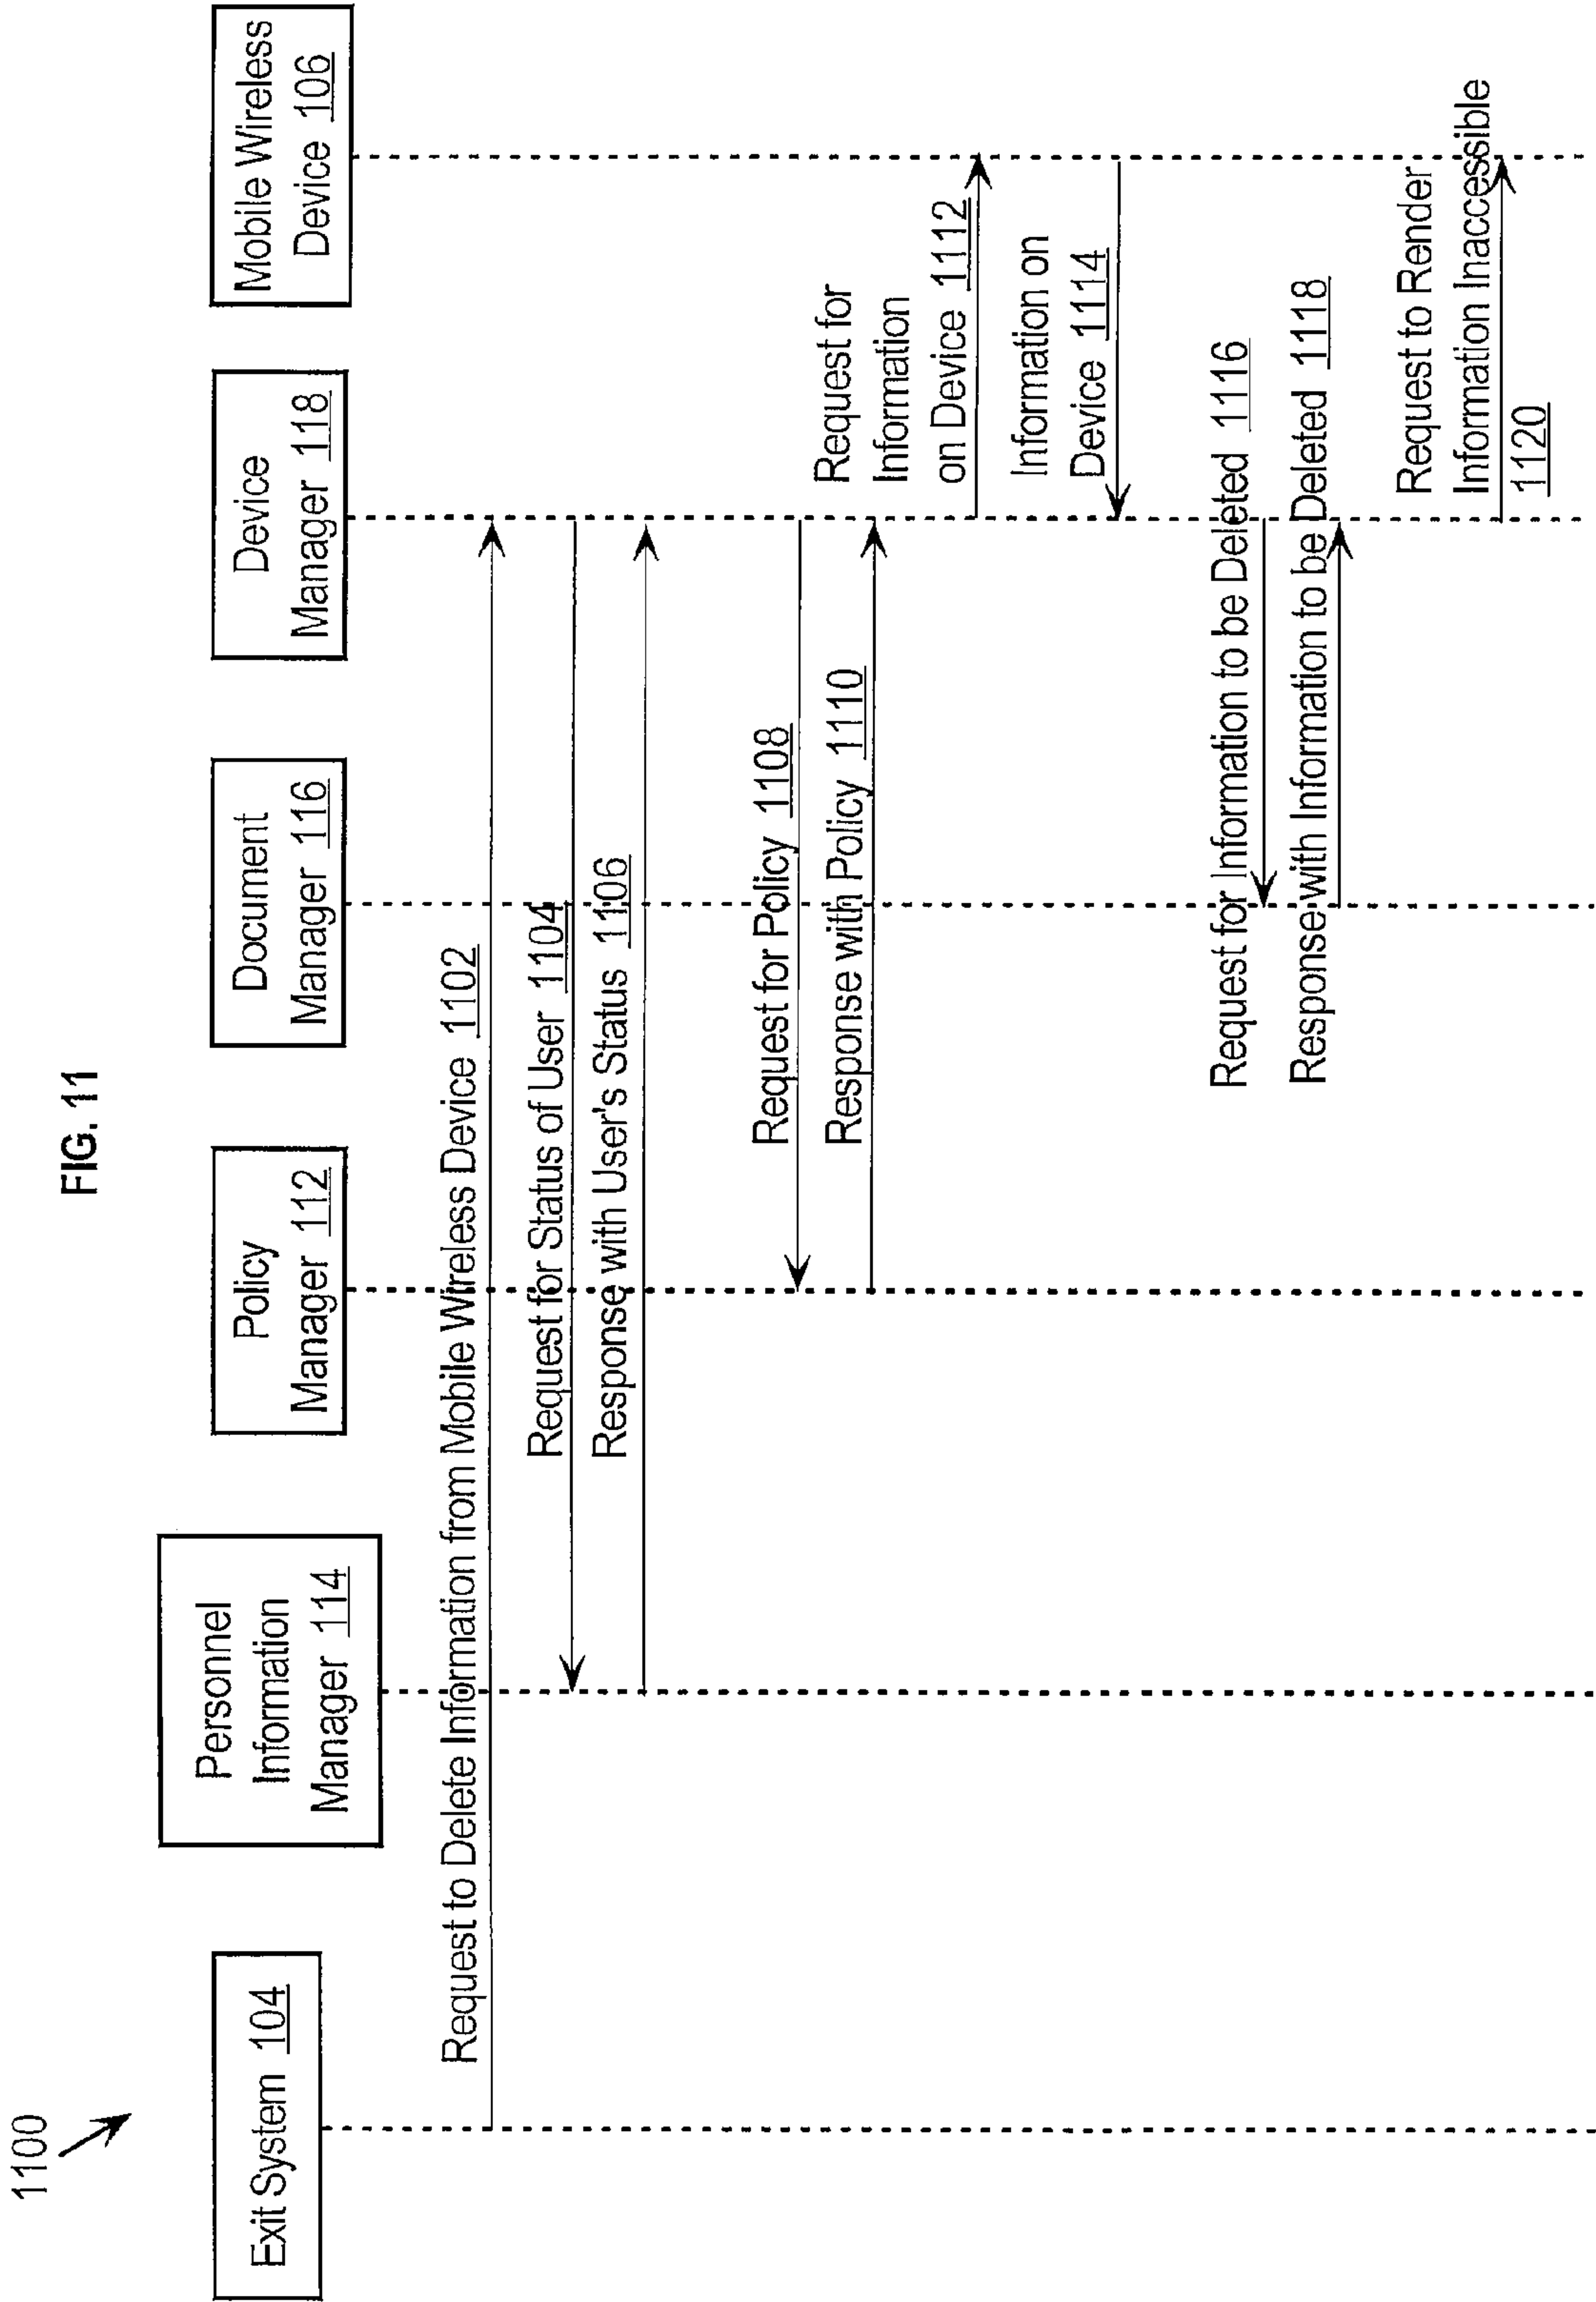 FIG. 11
1100
Exit System 104
Personnel
Information
Manager 114
Policy
Manager 112
Document
Manager 116
Device
Manager 118
Mobile Wireless
Device 106
Request to Delete Information from Mobile Wireless Device 1102
Request for Status of User 1104
Response with User's Status 1106
Request for Policy 1108
Response with Policy 1110
Request for
Information
on Device 1112
Information on
Device 1114
Request for Information to be Deleted 1116
Response with Information to be Deleted 1118
Request to Render
Information Inaccessible
1120